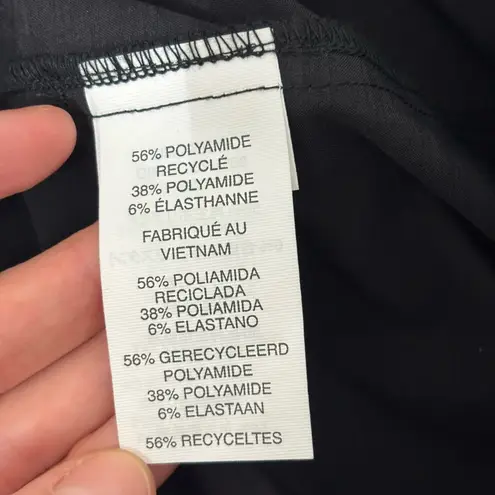 56% POLYAMIDE
RECYCLÉ
38% POLYAMIDE
6% ÉLASTHANNE
FABRIQUÉ AU
VIETNAM
56% POLIAMIDA
RECICLADA
38% POLIAMIDA
6% ELASTANO
56% GERECYCLEERD
POLYAMIDE
38% POLYAMIDE
6% ELASTAAN
56% RECYCELTES